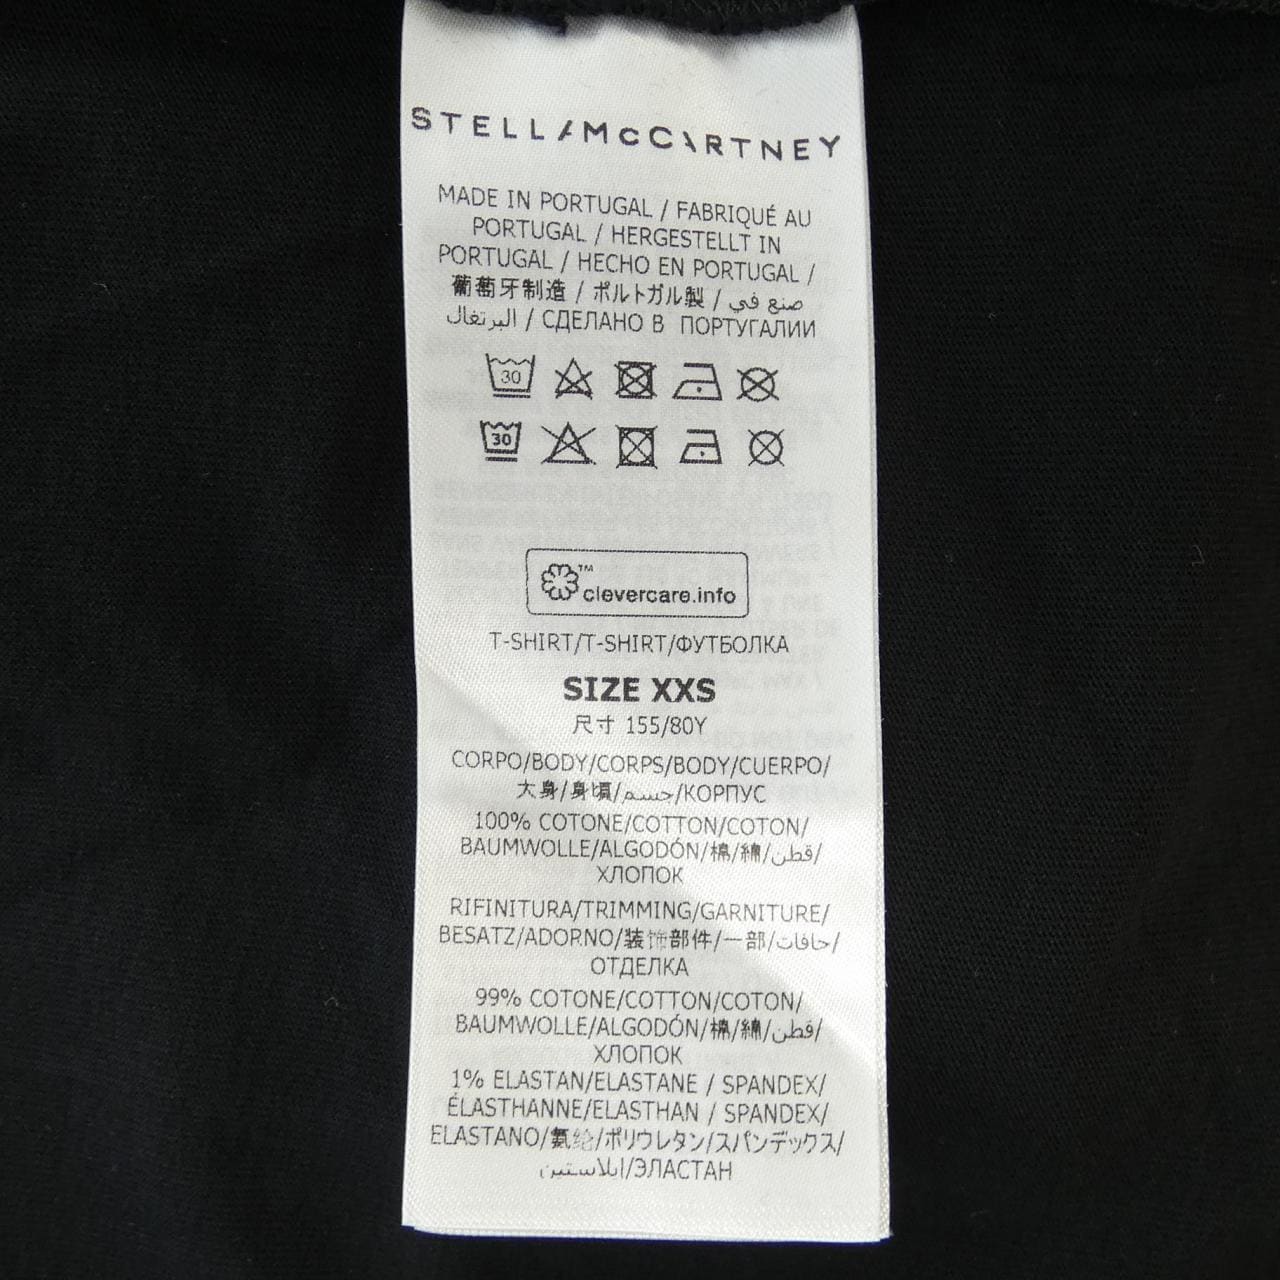 STELLA McCARTNEY
MADE IN PORTUGAL / FABRIQUÉ AU
PORTUGAL / HERGESTELLT IN
PORTUGAL / HECHO EN PORTUGAL /
葡萄牙制造 / ポルトガル製 / صنع في
البرتغال / СДЕЛАНО В ПОРТУГАЛИИ
30
30
™
clevercare.info
T-SHIRT/T-SHIRT/ФУТБОЛКА
SIZE XXS
尺寸 155/80Y
CORPO/BODY/CORPS/BODY/CUERPO/
大身/身頃/جسم/КОРПУС
100% COTONE/COTTON/COTON/
BAUMWOLLE/ALGODÓN/棉/綿/قطن/
ХЛОПОК
RIFINITURA/TRIMMING/GARNITURE/
BESATZ/ADORNO/装饰部件/一部/حافات/
ОТДЕЛКА
99% COTONE/COTTON/COTON/
BAUMWOLLE/ALGODÓN/棉/綿/قطن/
ХЛОПОК
1% ELASTAN/ELASTANE / SPANDEX/
ÉLASTHANNE/ELASTHAN / SPANDEX/
ELASTANO/氨纶/ポリウレタン/スパンデックス/
إيلاستين/ЭЛАСТАН